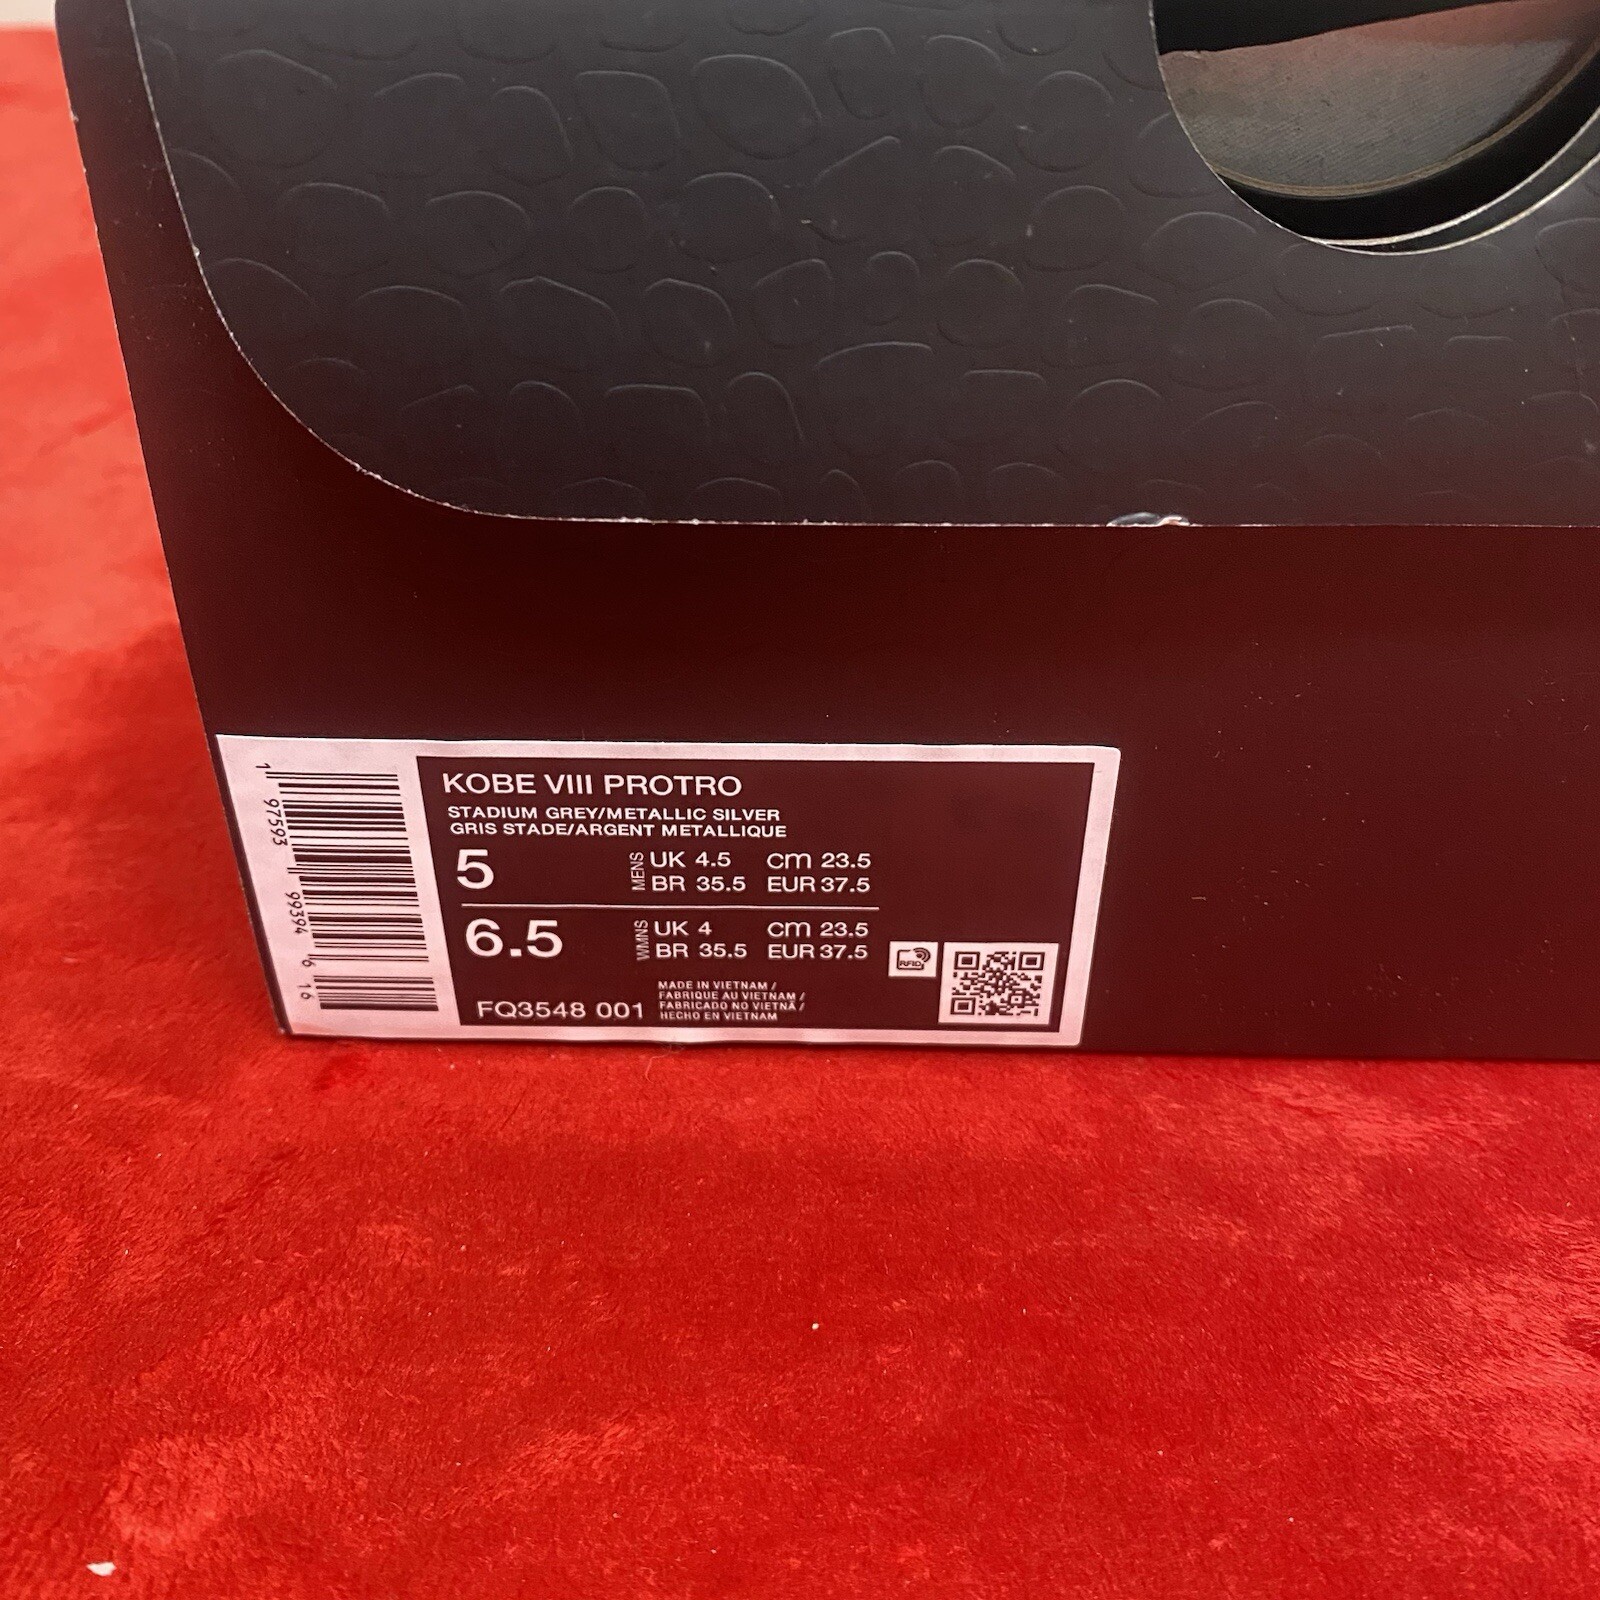 KOBE VIII PROTRO
STADIUM GREY/METALLIC SILVER
GRIS STADE/ARGENT METALLIQUE
5 MENS UK 4.5 CM 23.5
BR 35.5 EUR 37.5
6.5 WMNS UK 4 CM 23.5
BR 35.5 EUR 37.5
RFID
FQ3548 001
MADE IN VIETNAM /
FABRIQUE AU VIETNAM /
FABRICADO NO VIETNÃ /
HECHO EN VIETNAM
1 97593 99394 6 16